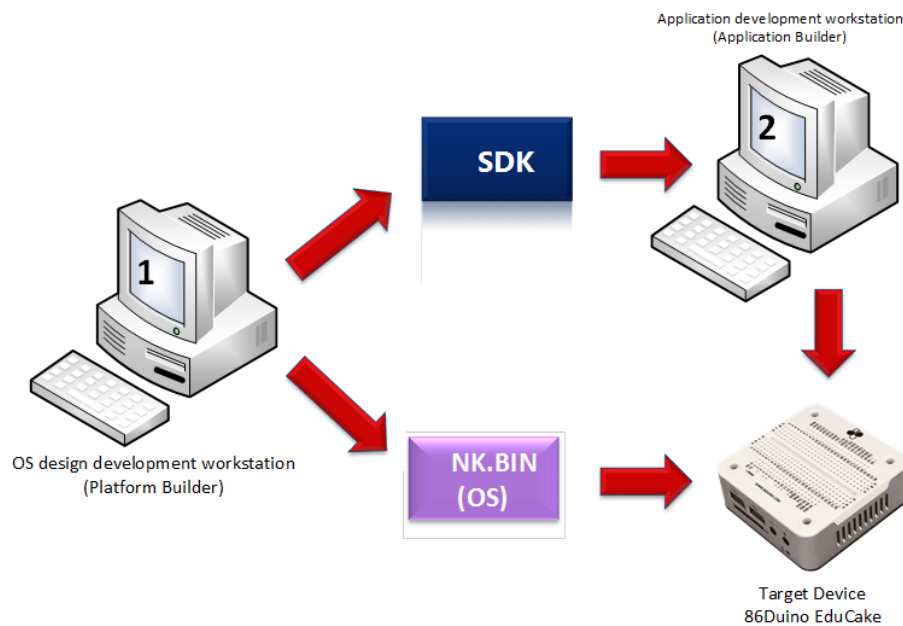 Application development workstation
(Application Builder)
2
SDK
1
OS design development workstation
(Platform Builder)
NK.BIN
(OS)
Target Device
86Duino EduCake